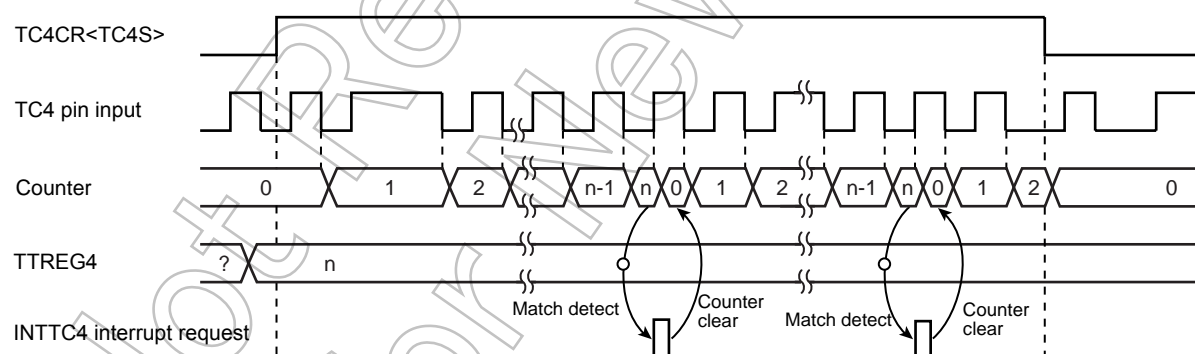 TC4CR<TC4S>
TC4 pin input
Counter 0 1 2 n-1 n 0 1 2 n-1 n 0 1 2 0
TTREG4 ? n
Match detect Counter clear Match detect Counter clear
INTTC4 interrupt request